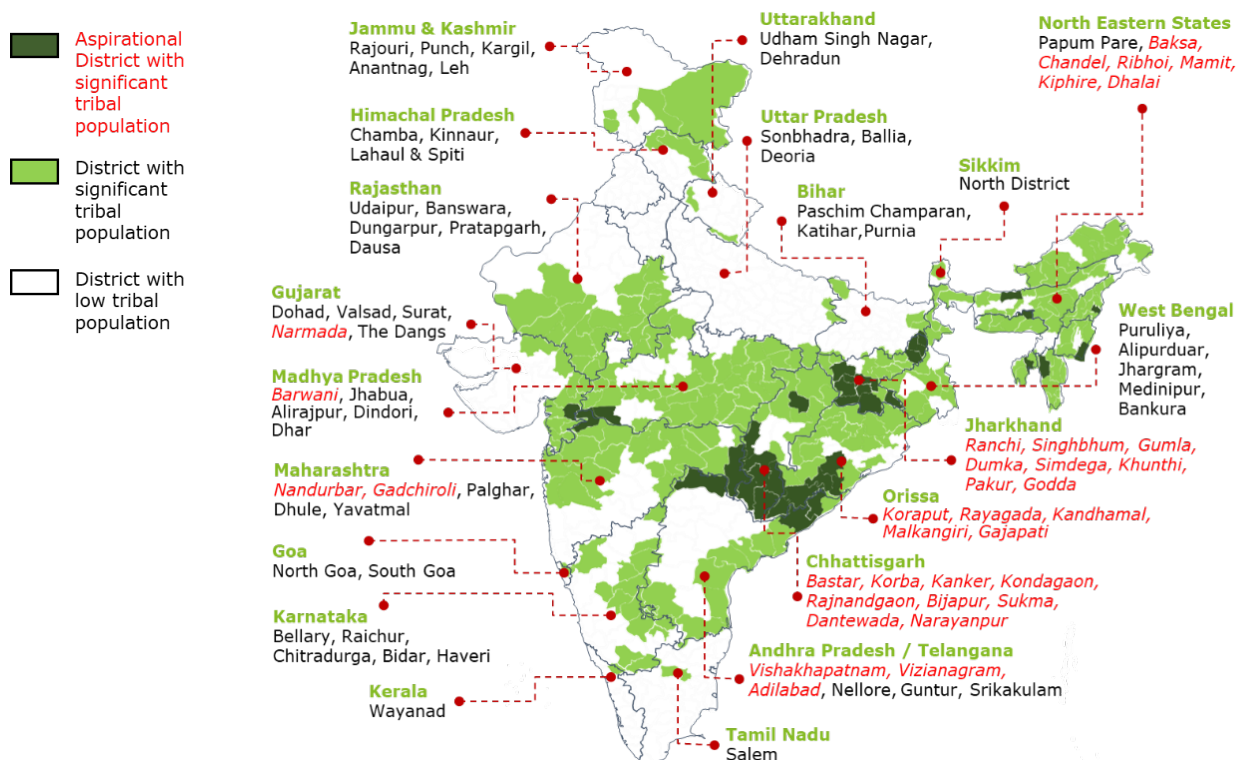 Aspirational
District with
significant
tribal
population
District with
significant
tribal
population
District with
low tribal
population
Jammu & Kashmir
Rajouri, Punch, Kargil,
Anantnag, Leh
Himachal Pradesh
Chamba, Kinnaur,
Lahaul & Spiti
Rajasthan
Udaipur, Banswara,
Dungarpur, Pratapgarh,
Dausa
Gujarat
Dohad, Valsad, Surat,
Narmada, The Dangs
Madhya Pradesh
Barwani, Jhabua,
Alirajpur, Dindori,
Dhar
Maharashtra
Nandurbar, Gadchiroli, Palghar,
Dhule, Yavatmal
Goa
North Goa, South Goa
Karnataka
Bellary, Raichur,
Chitradurga, Bidar, Haveri
Kerala
Wayanad
Uttarakhand
Udham Singh Nagar,
Dehradun
Uttar Pradesh
Sonbhadra, Ballia,
Deoria
Bihar
Paschim Champaran,
Katihar,Purnia
Sikkim
North District
North Eastern States
Papum Pare, Baksa,
Chandel, Ribhoi, Mamit,
Kiphire, Dhalai
West Bengal
Puruliya,
Alipurduar,
Jhargram,
Medinipur,
Bankura
Jharkhand
Ranchi, Singhbhum, Gumla,
Dumka, Simdega, Khunthi,
Pakur, Godda
Orissa
Koraput, Rayagada, Kandhamal,
Malkangiri, Gajapati
Chhattisgarh
Bastar, Korba, Kanker, Kondagaon,
Rajnandgaon, Bijapur, Sukma,
Dantewada, Narayanpur
Andhra Pradesh / Telangana
Vishakhapatnam, Vizianagram,
Adilabad, Nellore, Guntur, Srikakulam
Tamil Nadu
Salem